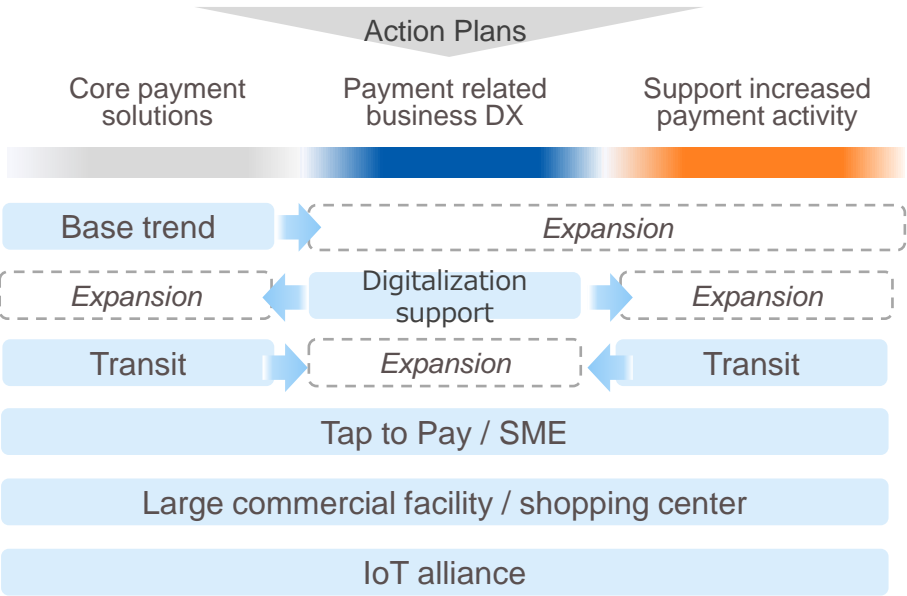 Action Plans
Core payment
solutions
Payment related
business DX
Support increased
payment activity
Base trend
Expansion
Expansion
Digitalization
support
Expansion
Transit
Expansion
Transit
Tap to Pay / SME
Large commercial facility / shopping center
IoT alliance